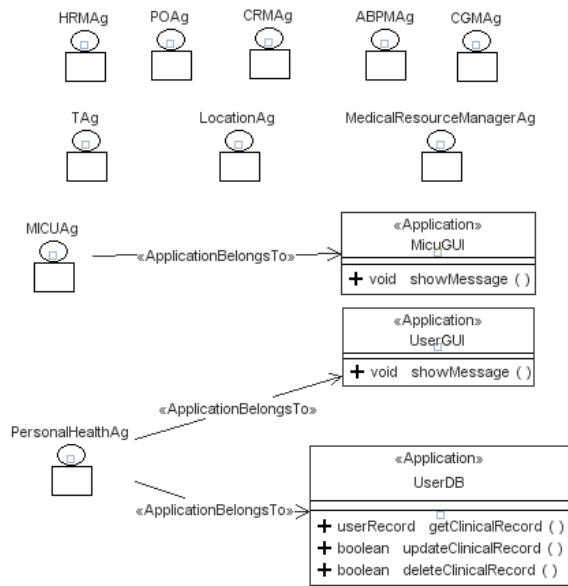 HRMAg POAg CRMAg ABPMAg CGMAg
TAg LocationAg MedicalResourceManagerAg
MICUAg
«ApplicationBelongsTo»
«Application»
MicuGUI
+ void showMessage ( )
«Application»
UserGUI
+ void showMessage ( )
«ApplicationBelongsTo»
PersonalHealthAg
«ApplicationBelongsTo»
«Application»
UserDB
+ userRecord getClinicalRecord ( )
+ boolean updateClinicalRecord ( )
+ boolean deleteClinicalRecord ( )